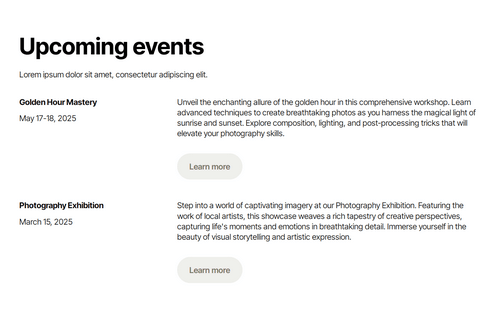 Upcoming events
Lorem ipsum dolor sit amet, consectetur adipiscing elit.
Golden Hour Mastery
May 17-18, 2025
Unveil the enchanting allure of the golden hour in this comprehensive workshop. Learn
advanced techniques to create breathtaking photos as you harness the magical light of
sunrise and sunset. Explore composition, lighting, and post-processing tricks that will
elevate your photography skills.
Learn more
Photography Exhibition
March 15, 2025
Step into a world of captivating imagery at our Photography Exhibition. Featuring the
work of local artists, this showcase weaves a rich tapestry of creative perspectives,
capturing life's moments and emotions in breathtaking detail. Immerse yourself in the
beauty of visual storytelling and artistic expression.
Learn more